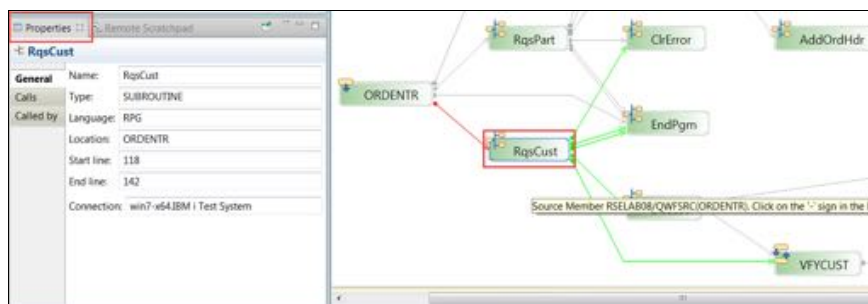 Properties
Remote Scratchpad
RqsCust
General
Calls
Called by
Name: RqsCust
Type: SUBROUTINE
Language: RPG
Location: ORDENTR
Start line: 118
End line: 142
Connection: win7-x64.IBM i Test System
RqsPart
ClrError
AddOrdHdr
ORDENTR
EndPgm
RqsCust
Source Member RSELAB08/QWFSRC(ORDENTR). Click on the '-' sign in the
VFYCUST